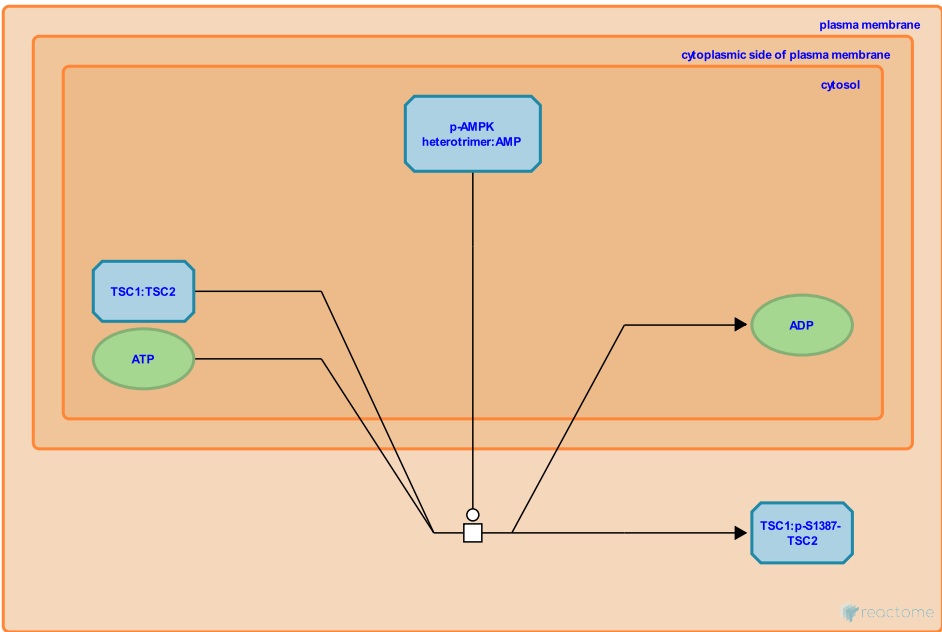 plasma membrane
cytoplasmic side of plasma membrane
cytosol
p-AMPK
heterotrimer:AMP
TSC1:TSC2
ATP
ADP
TSC1:p-S1387-
TSC2
reactome